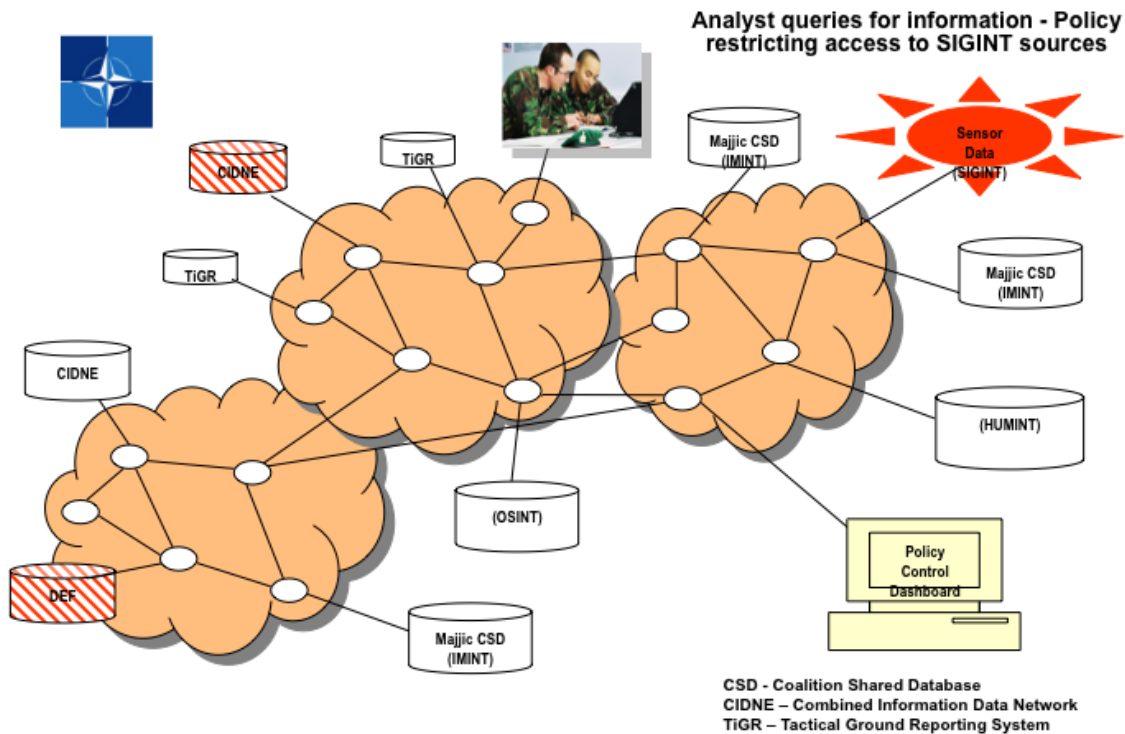 Analyst queries for information - Policy
restricting access to SIGINT sources
CIDNE
TiGR
Majjic CSD
(IMINT)
Sensor
Data
(SIGINT)
TiGR
Majjic CSD
(IMINT)
CIDNE
(HUMINT)
(OSINT)
Policy
Control
Dashboard
DEF
Majjic CSD
(IMINT)
CSD - Coalition Shared Database
CIDNE – Combined Information Data Network
TiGR – Tactical Ground Reporting System